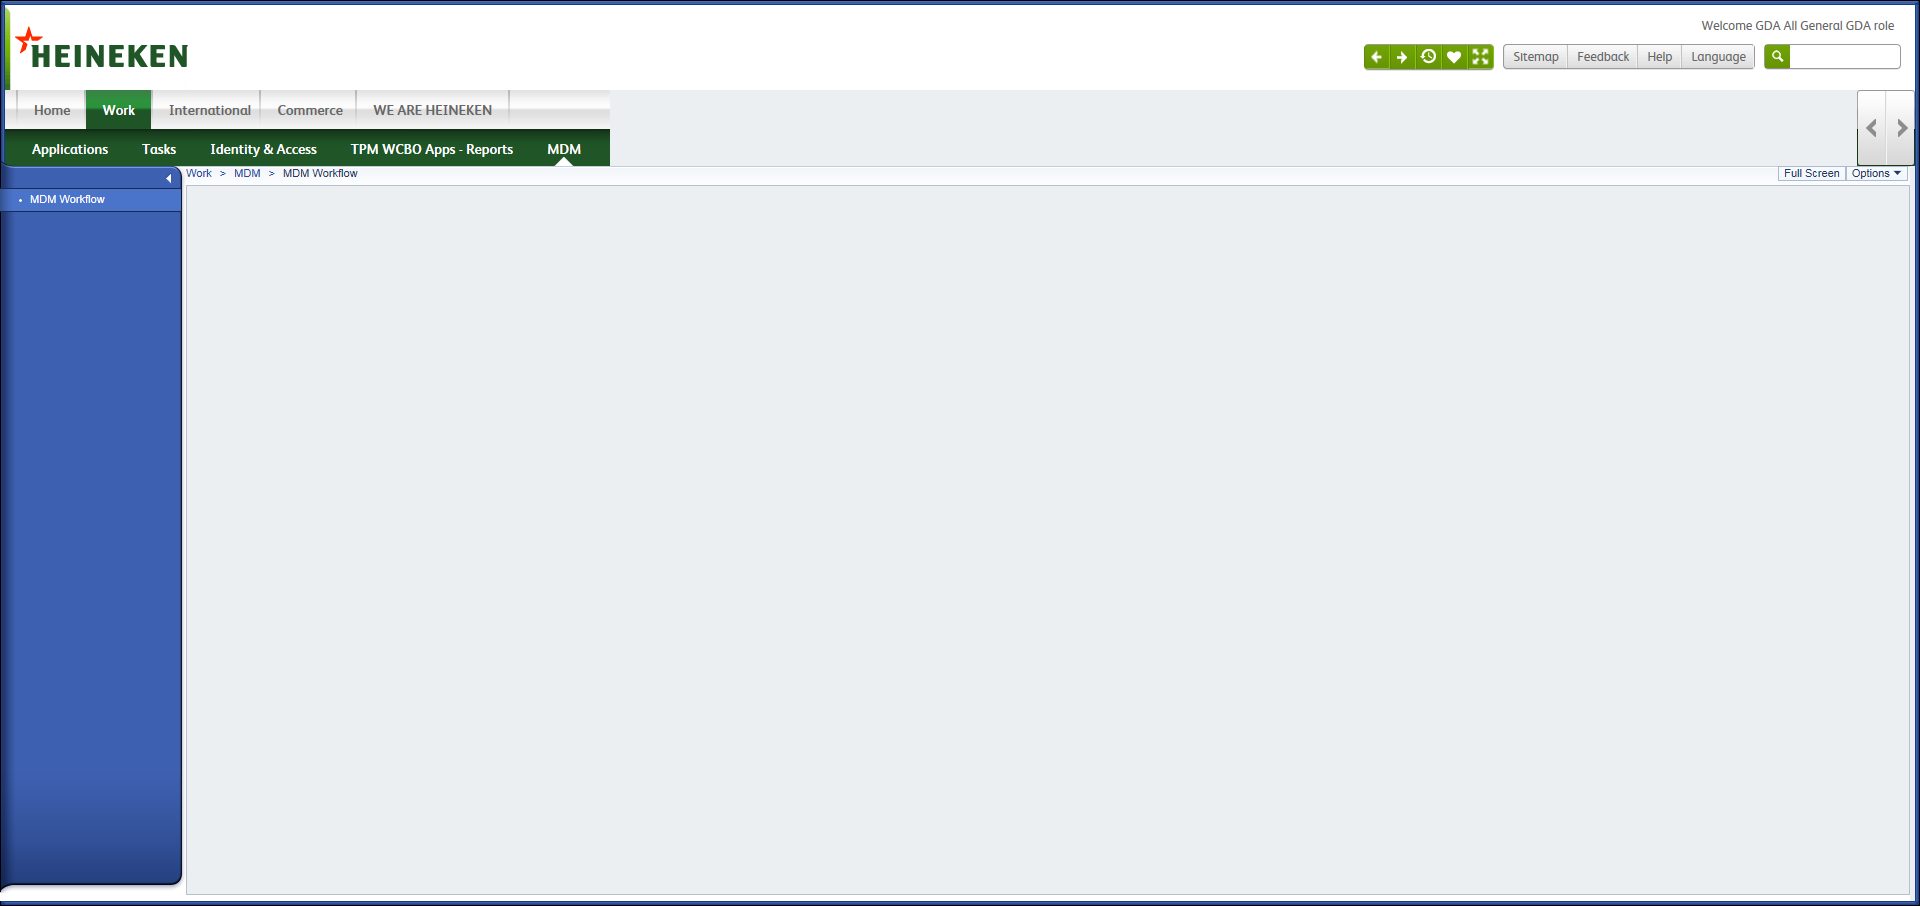 Welcome GDA All General GDA role
HEINEKEN
Sitemap Feedback Help Language
Home Work International Commerce WE ARE HEINEKEN
Applications Tasks Identity & Access TPM WCBO Apps - Reports MDM
Work > MDM > MDM Workflow
Full Screen Options
MDM Workflow